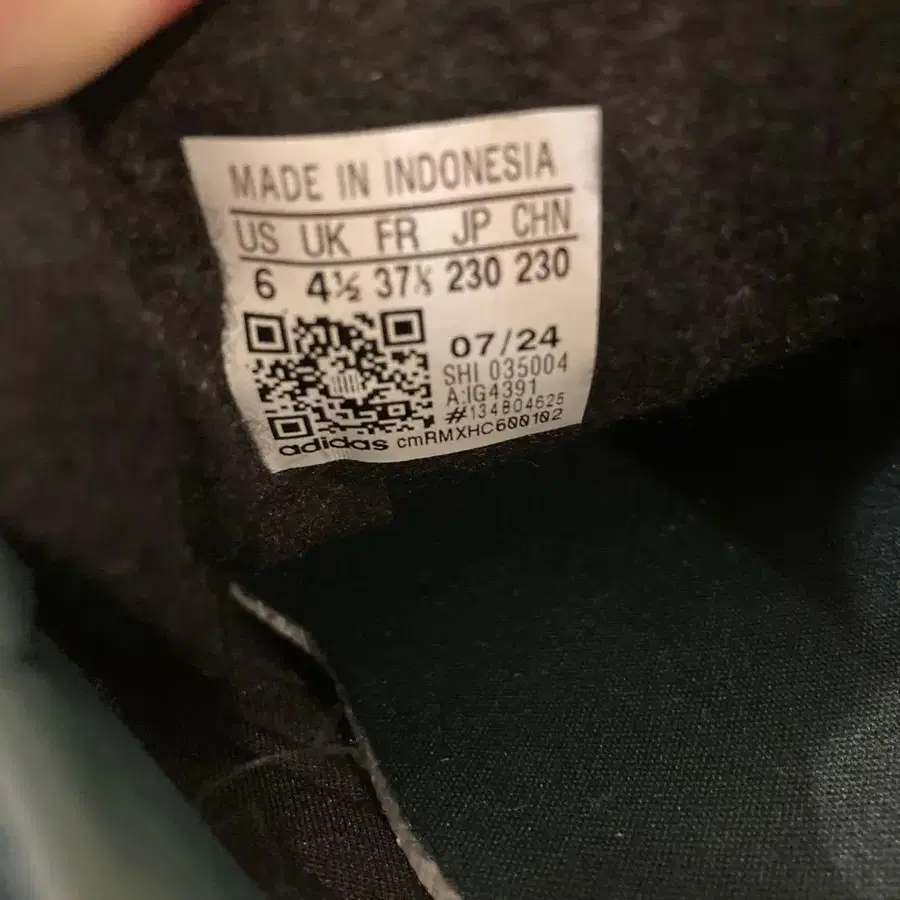 MADE IN INDONESIA
US UK FR JP CHN
6 4½ 37⅓ 230 230
07/24
SHI 035004
A:IG4391
#134804625
adidas cmRMXHC600102